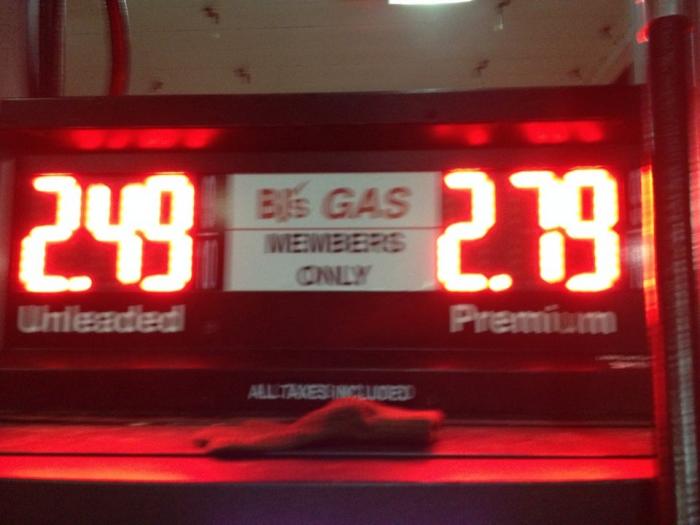 2.49
BJ's GAS
MEMBERS
ONLY
2.79
Unleaded
Premium
ALL TAXES INCLUDED